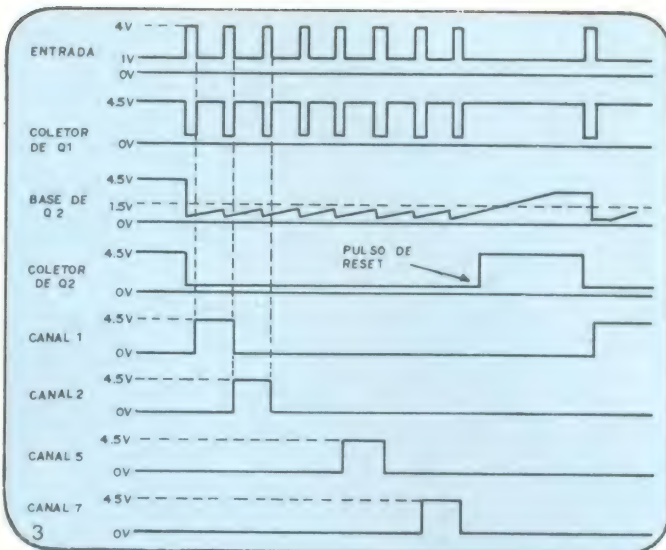 4V
ENTRADA
1V
0V
4.5V
COLETOR
DE Q1
0V
4.5V
BASE DE
Q2
1.5V
0V
4.5V
COLETOR
DE Q2
PULSO DE
RESET
0V
4.5V
CANAL 1
0V
4.5V
CANAL 2
0V
4.5V
CANAL 5
0V
4.5V
CANAL 7
0V
3